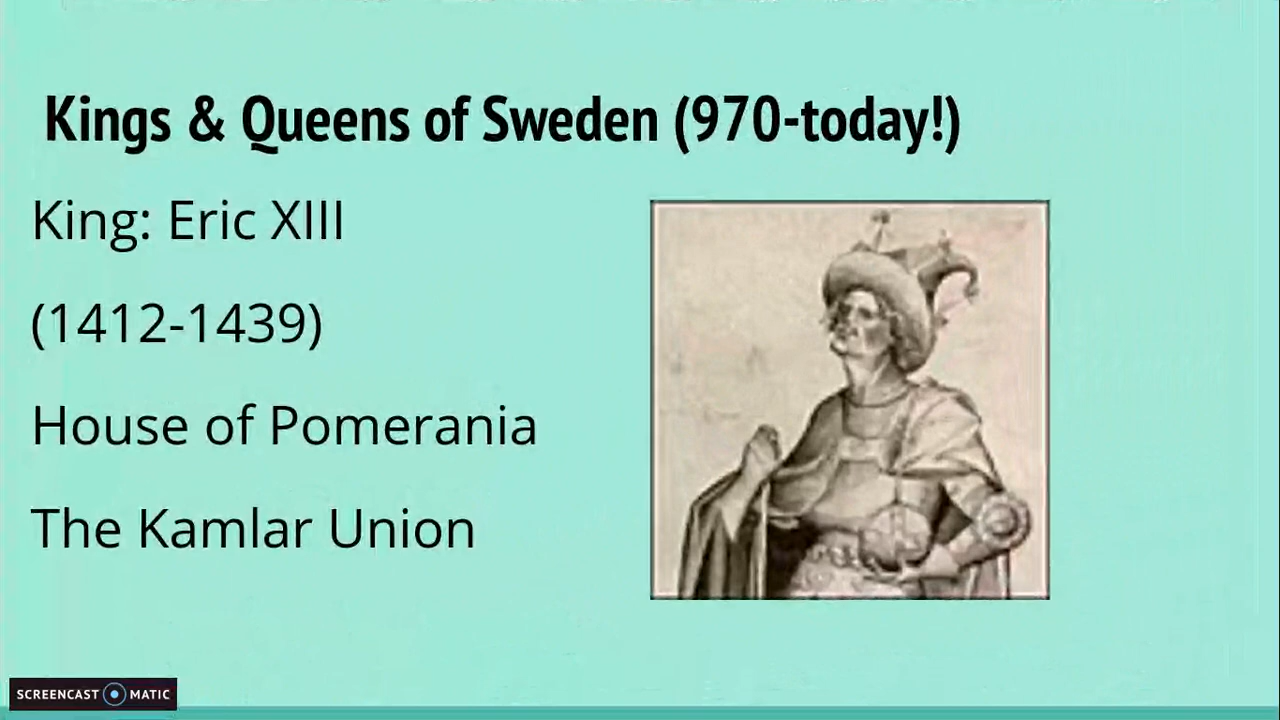 Kings & Queens of Sweden (970-today!)
King: Eric XIII
(1412-1439)
House of Pomerania
The Kamlar Union
SCREENCAST MATIC